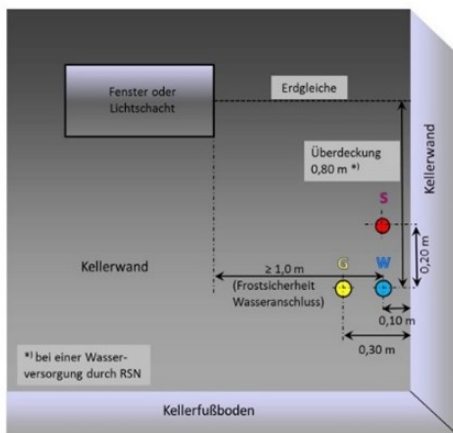 Fenster oder
Lichtschacht
Erdgleiche
Überdeckung
0,80 m *)
Kellerwand
S
0,20 m
Kellerwand
≥ 1,0 m
(Frostsicherheit
Wasseranschluss)
G
W
0,10 m
0,30 m
*) bei einer Wasser-
versorgung durch RSN
Kellerfußboden